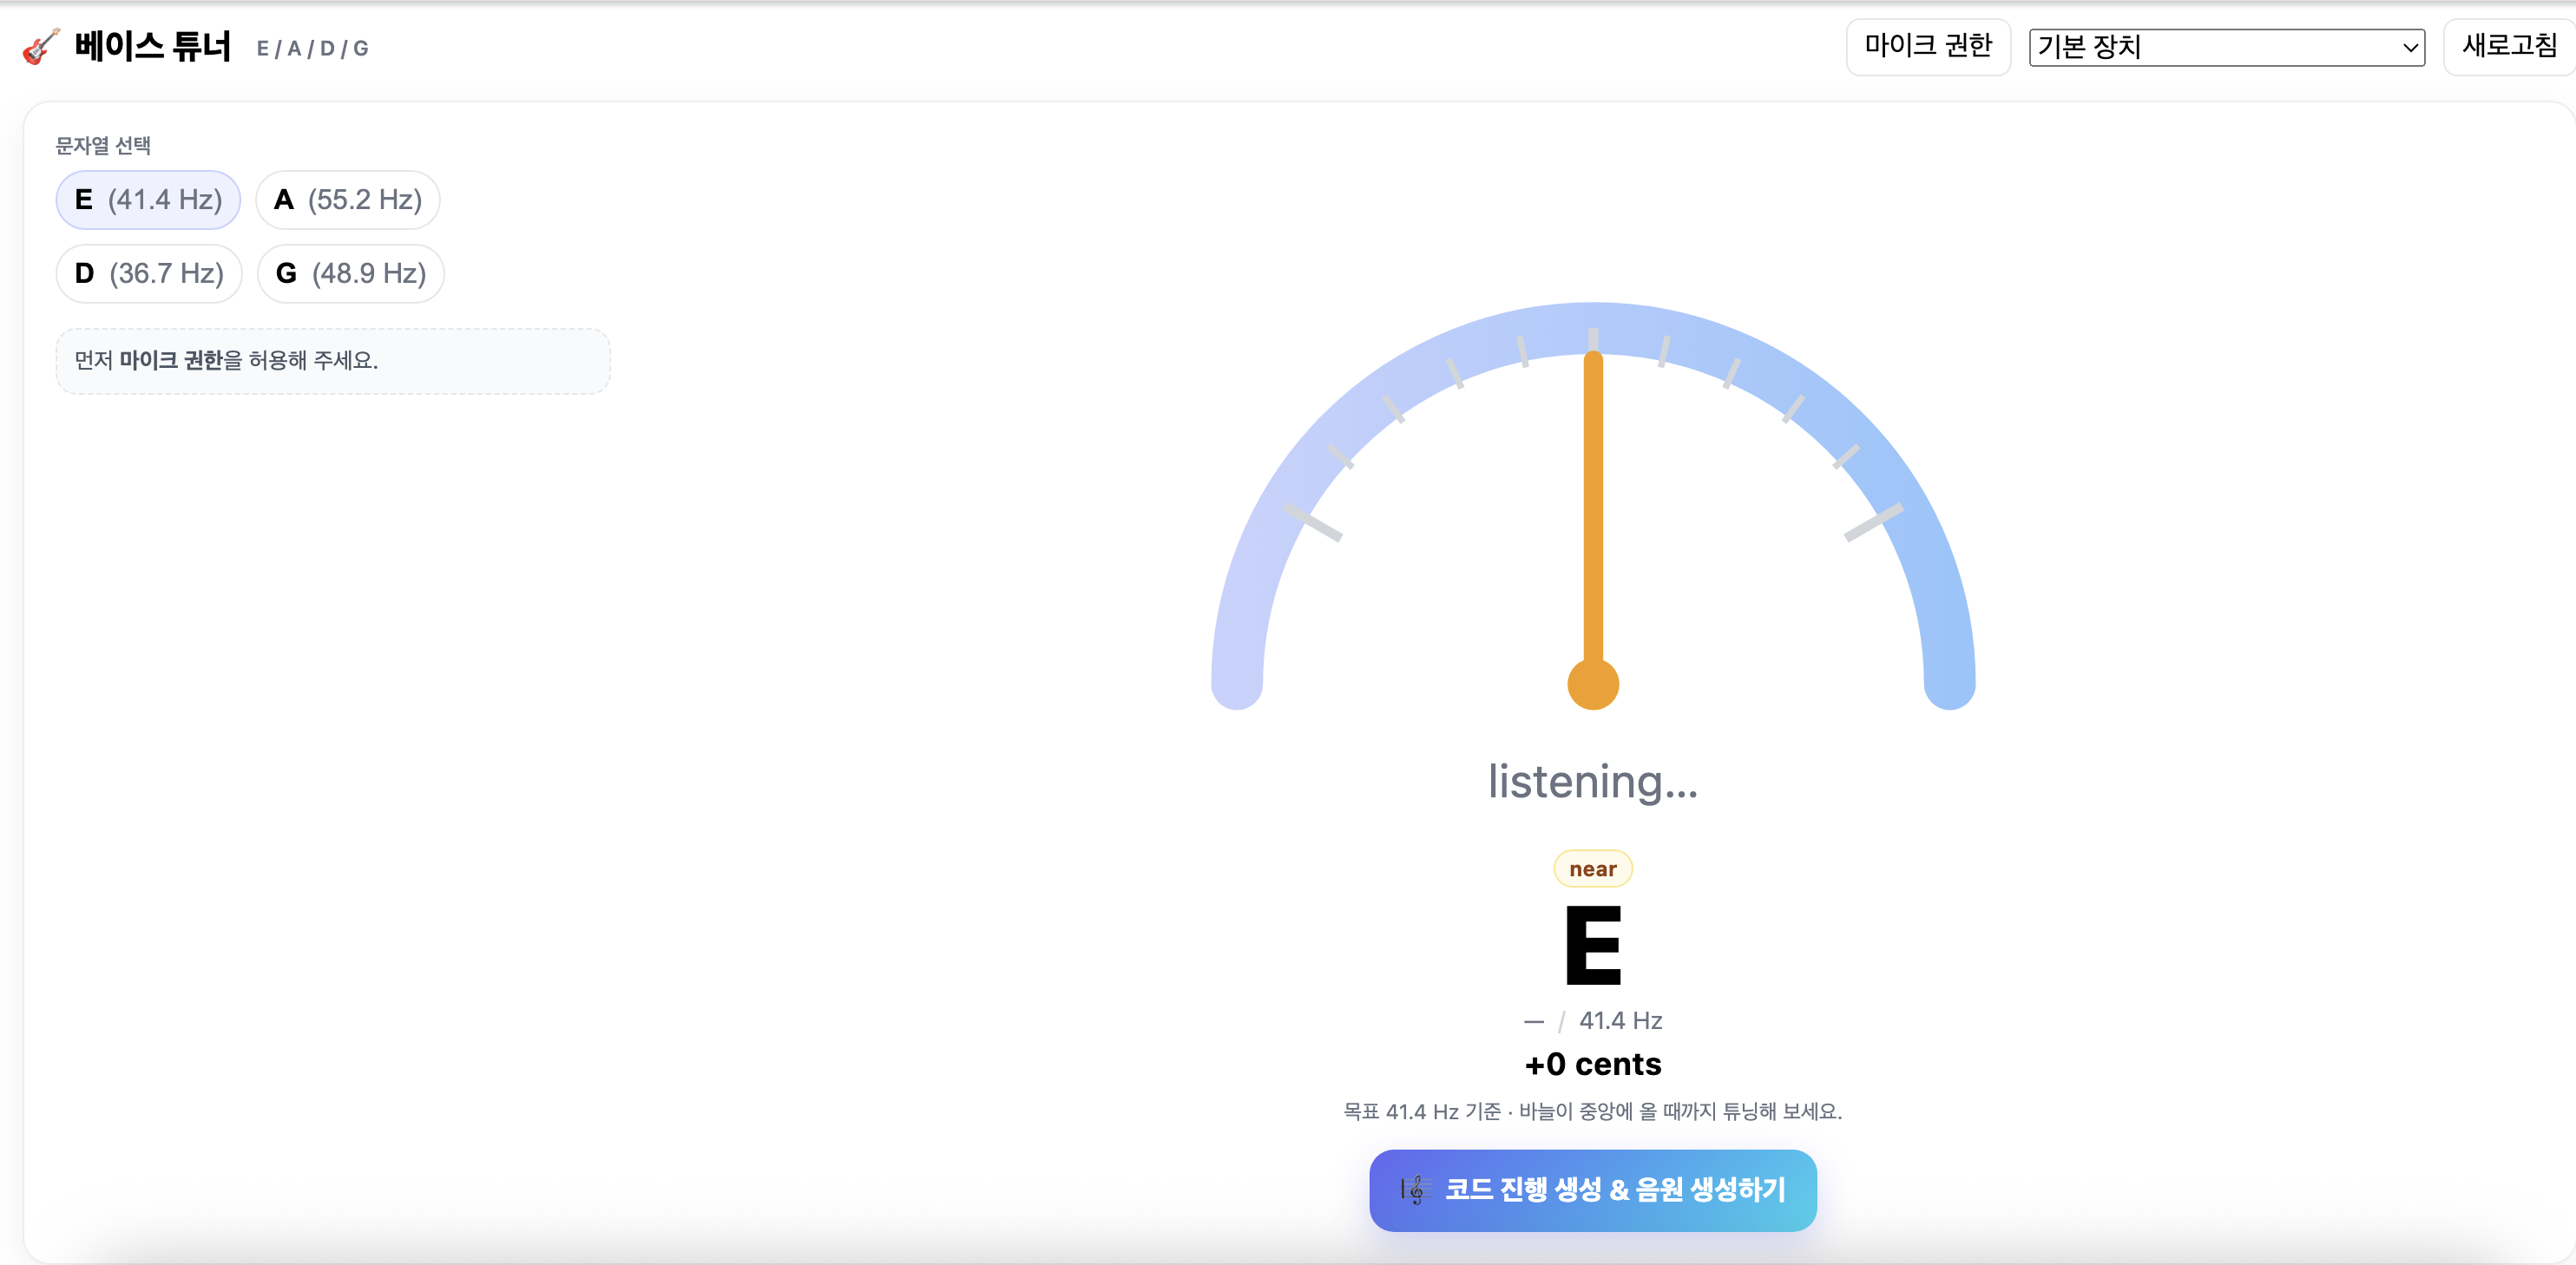 베이스 튜너 E / A / D / G
마이크 권한 기본 장치 새로고침
문자열 선택
E (41.4 Hz) A (55.2 Hz)
D (36.7 Hz) G (48.9 Hz)
먼저 마이크 권한을 허용해 주세요.
listening...
near
E
— / 41.4 Hz
+0 cents
목표 41.4 Hz 기준 · 바늘이 중앙에 올 때까지 튜닝해 보세요.
코드 진행 생성 & 음원 생성하기